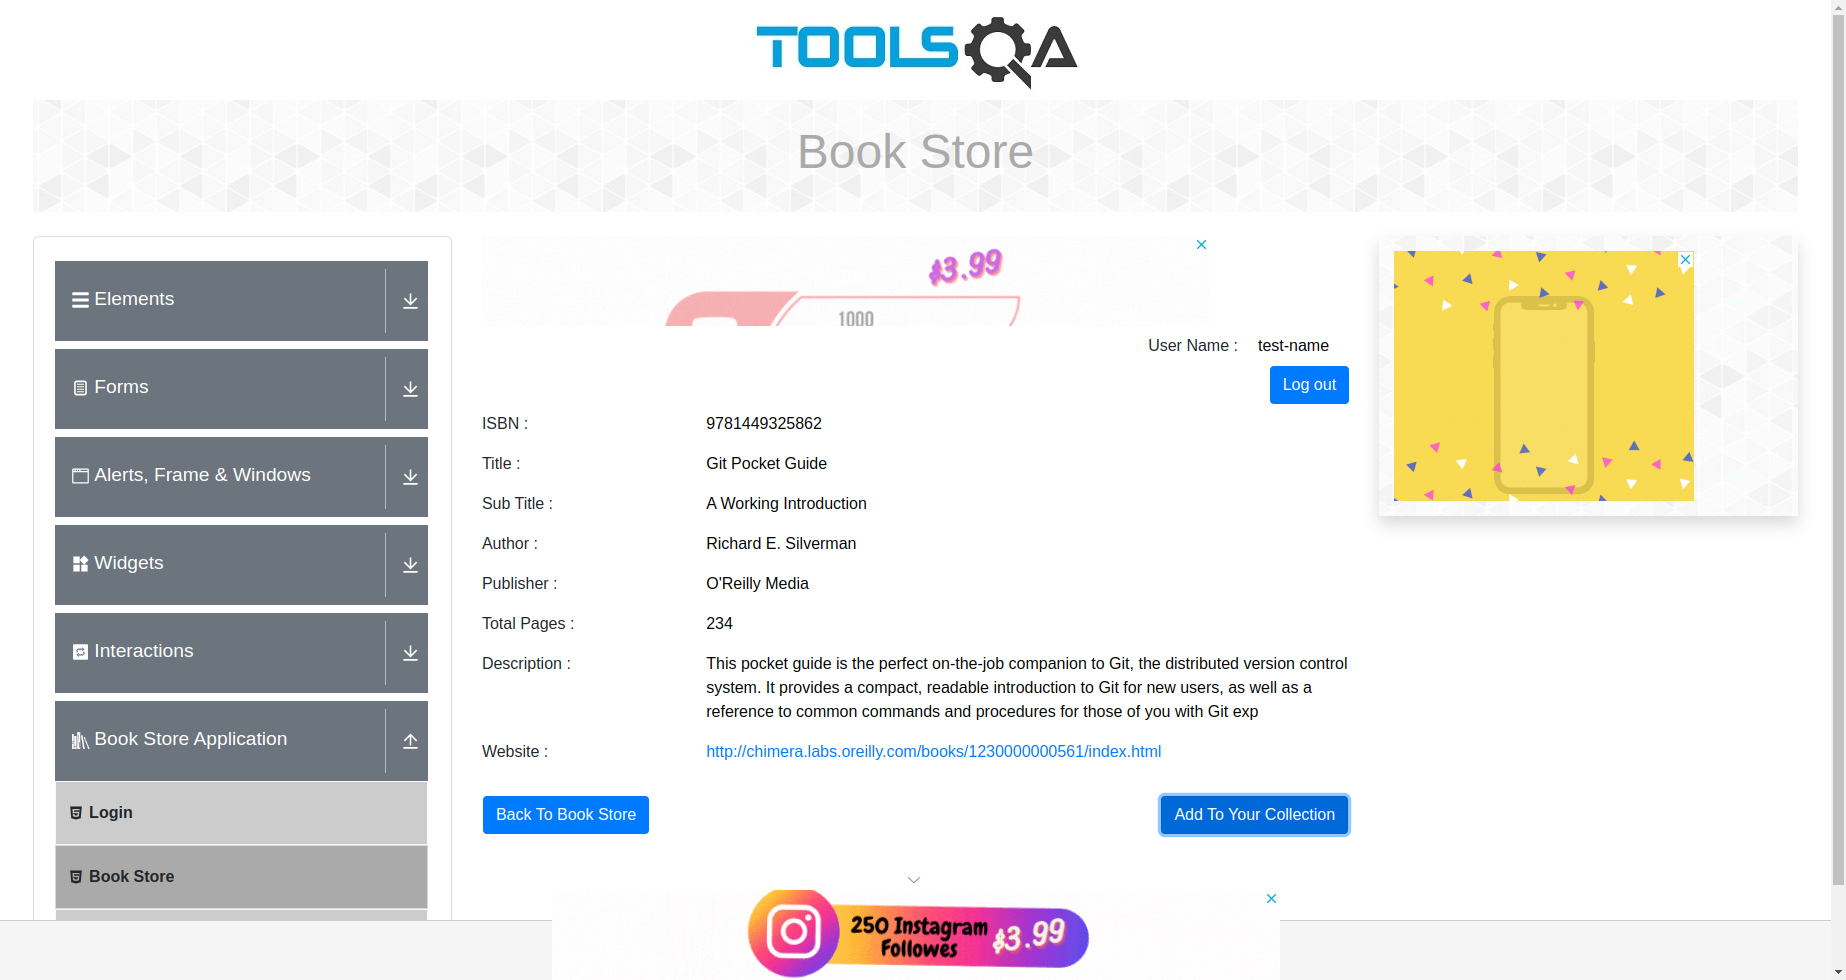 TOOLSQA
Book Store
Elements
Forms
Alerts, Frame & Windows
Widgets
Interactions
Book Store Application
Login
Book Store
$3.99
1000
User Name : test-name
Log out
ISBN : 9781449325862
Title : Git Pocket Guide
Sub Title : A Working Introduction
Author : Richard E. Silverman
Publisher : O'Reilly Media
Total Pages : 234
Description : This pocket guide is the perfect on-the-job companion to Git, the distributed version control
system. It provides a compact, readable introduction to Git for new users, as well as a
reference to common commands and procedures for those of you with Git exp
Website : http://chimera.labs.oreilly.com/books/1230000000561/index.html
Back To Book Store Add To Your Collection
250 Instagram
Followes
$3.99